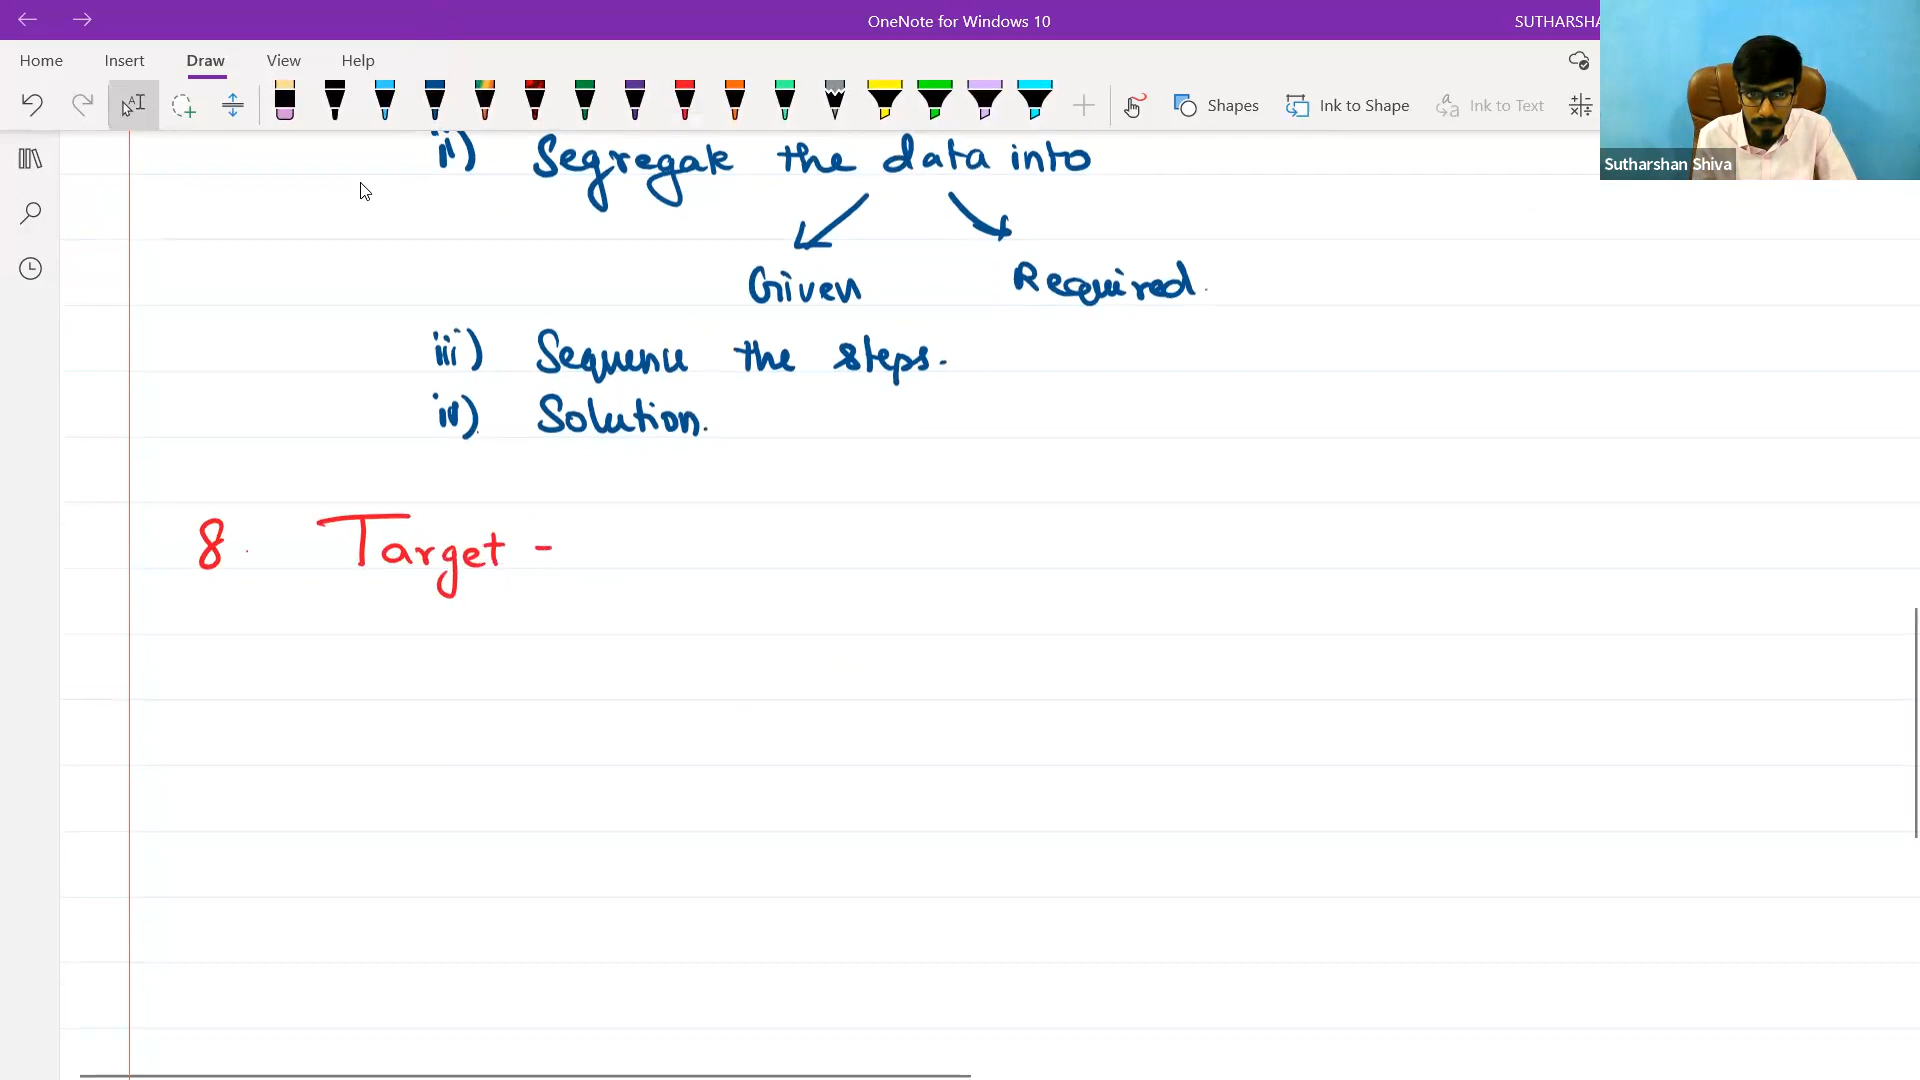 OneNote for Windows 10
SUTHARSHA
Home Insert Draw View Help
Shapes Ink to Shape Ink to Text
Sutharshan Shiva
ii) Segregate the data into
Given Required.
iii) Sequence the steps.
iv) Solution.
8. Target -